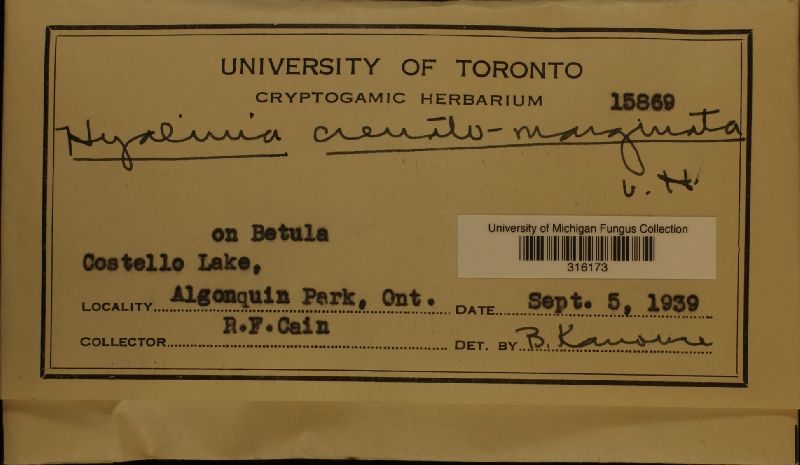 UNIVERSITY OF TORONTO
CRYPTOGAMIC HERBARIUM 15869
Hyalinia crenato-marginata
v. H.
on Betula
University of Michigan Fungus Collection
316173
Costello Lake,
LOCALITY Algonquin Park, Ont. DATE Sept. 5, 1939
COLLECTOR R.F.Cain DET. BY B. Kanouse